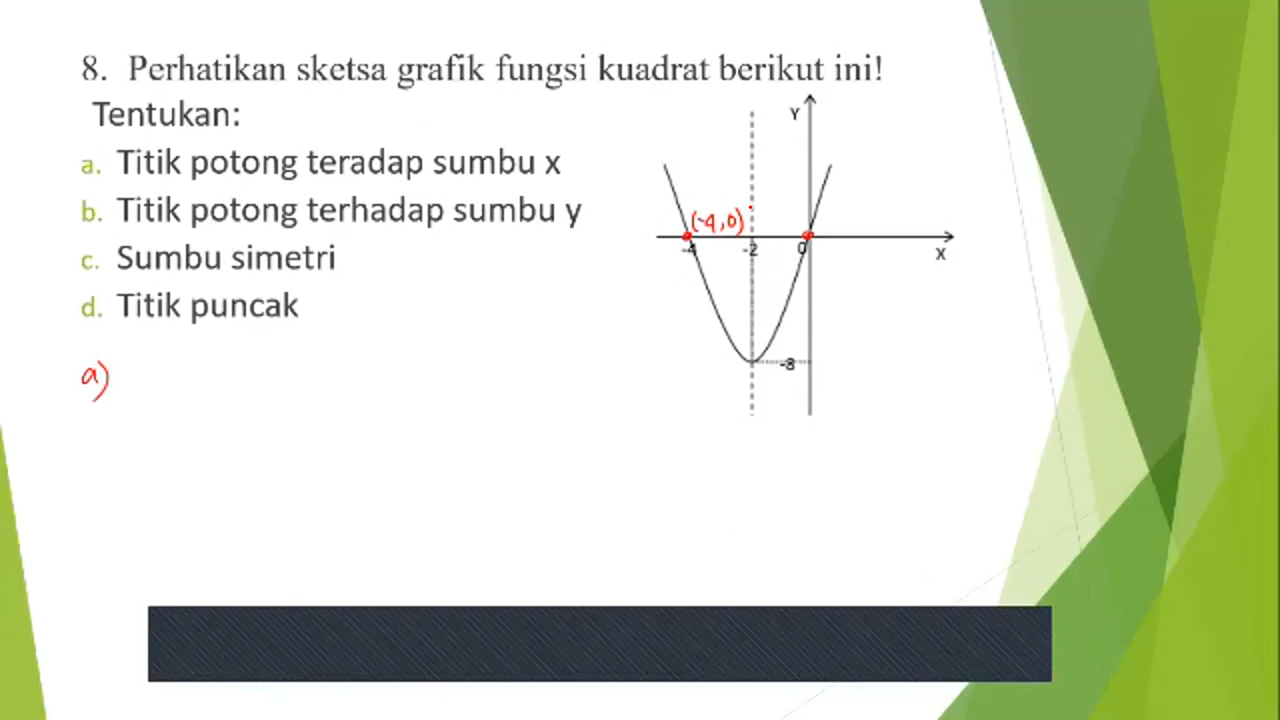 8. Perhatikan sketsa grafik fungsi kuadrat berikut ini!
Tentukan:
a. Titik potong teradap sumbu x
b. Titik potong terhadap sumbu y
c. Sumbu simetri
d. Titik puncak
a)
Y
(-4,0)
-4
-2
0
X
-8